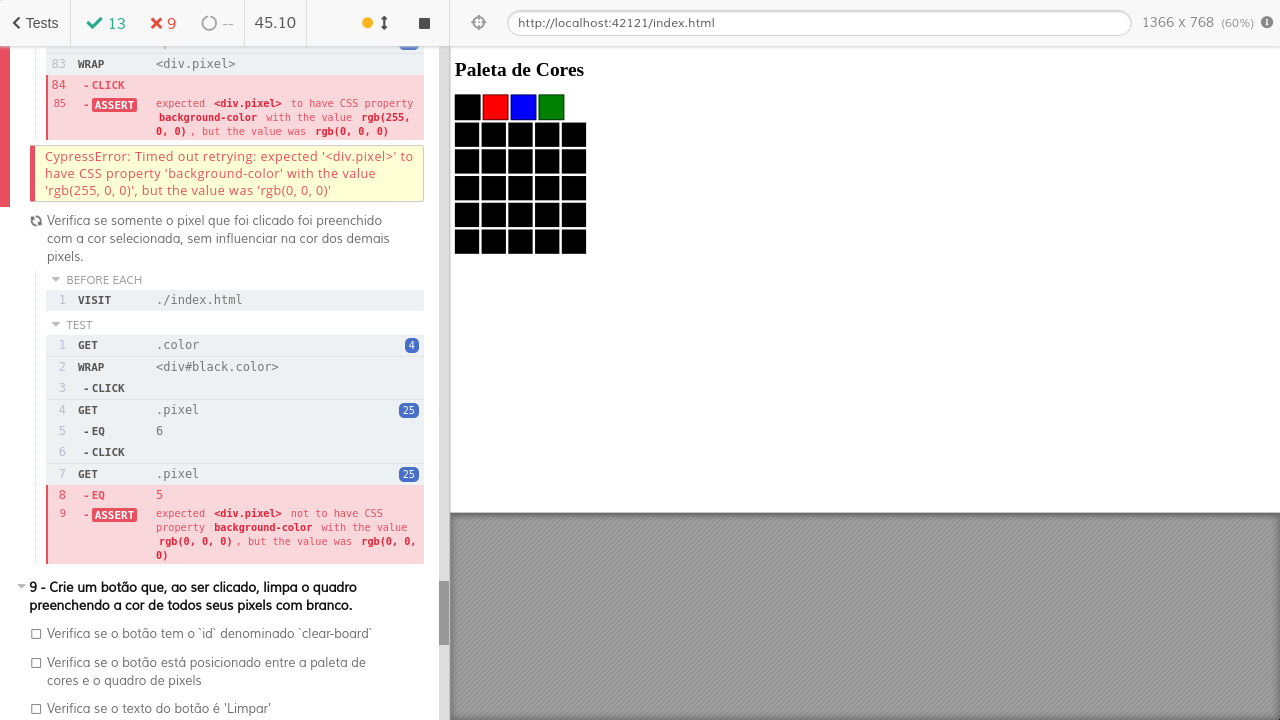 Tests 13 9 -- 45.10
http://localhost:42121/index.html 1366 x 768 (60%)
83 WRAP <div.pixel>
84 - CLICK
85 - ASSERT expected <div.pixel> to have CSS property
background-color with the value rgb(255,
0, 0), but the value was rgb(0, 0, 0)
CypressError: Timed out retrying: expected '<div.pixel>' to
have CSS property 'background-color' with the value
'rgb(255, 0, 0)', but the value was 'rgb(0, 0, 0)'
Verifica se somente o pixel que foi clicado foi preenchido
com a cor selecionada, sem influenciar na cor dos demais
pixels.
BEFORE EACH
1 VISIT ./index.html
TEST
1 GET .color 4
2 WRAP <div#black.color>
3 - CLICK
4 GET .pixel 25
5 - EQ 6
6 - CLICK
7 GET .pixel 25
8 - EQ 5
9 - ASSERT expected <div.pixel> not to have CSS
property background-color with the value
rgb(0, 0, 0), but the value was rgb(0, 0,
0)
9 - Crie um botão que, ao ser clicado, limpa o quadro
preenchendo a cor de todos seus pixels com branco.
Verifica se o botão tem o `id` denominado `clear-board`
Verifica se o botão está posicionado entre a paleta de
cores e o quadro de pixels
Verifica se o texto do botão é 'Limpar'
Paleta de Cores